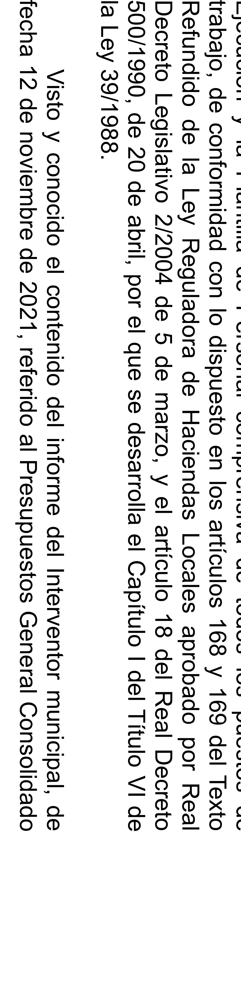 Ejecución y la Plantilla de Personal comprensiva de todos los puestos de
trabajo, de conformidad con lo dispuesto en los artículos 168 y 169 del Texto
Refundido de la Ley Reguladora de Haciendas Locales aprobado por Real
Decreto Legislativo 2/2004 de 5 de marzo, y el artículo 18 del Real Decreto
500/1990, de 20 de abril, por el que se desarrolla el Capítulo I del Título VI de
la Ley 39/1988.
Visto y conocido el contenido del informe del Interventor municipal, de
fecha 12 de noviembre de 2021, referido al Presupuestos General Consolidado